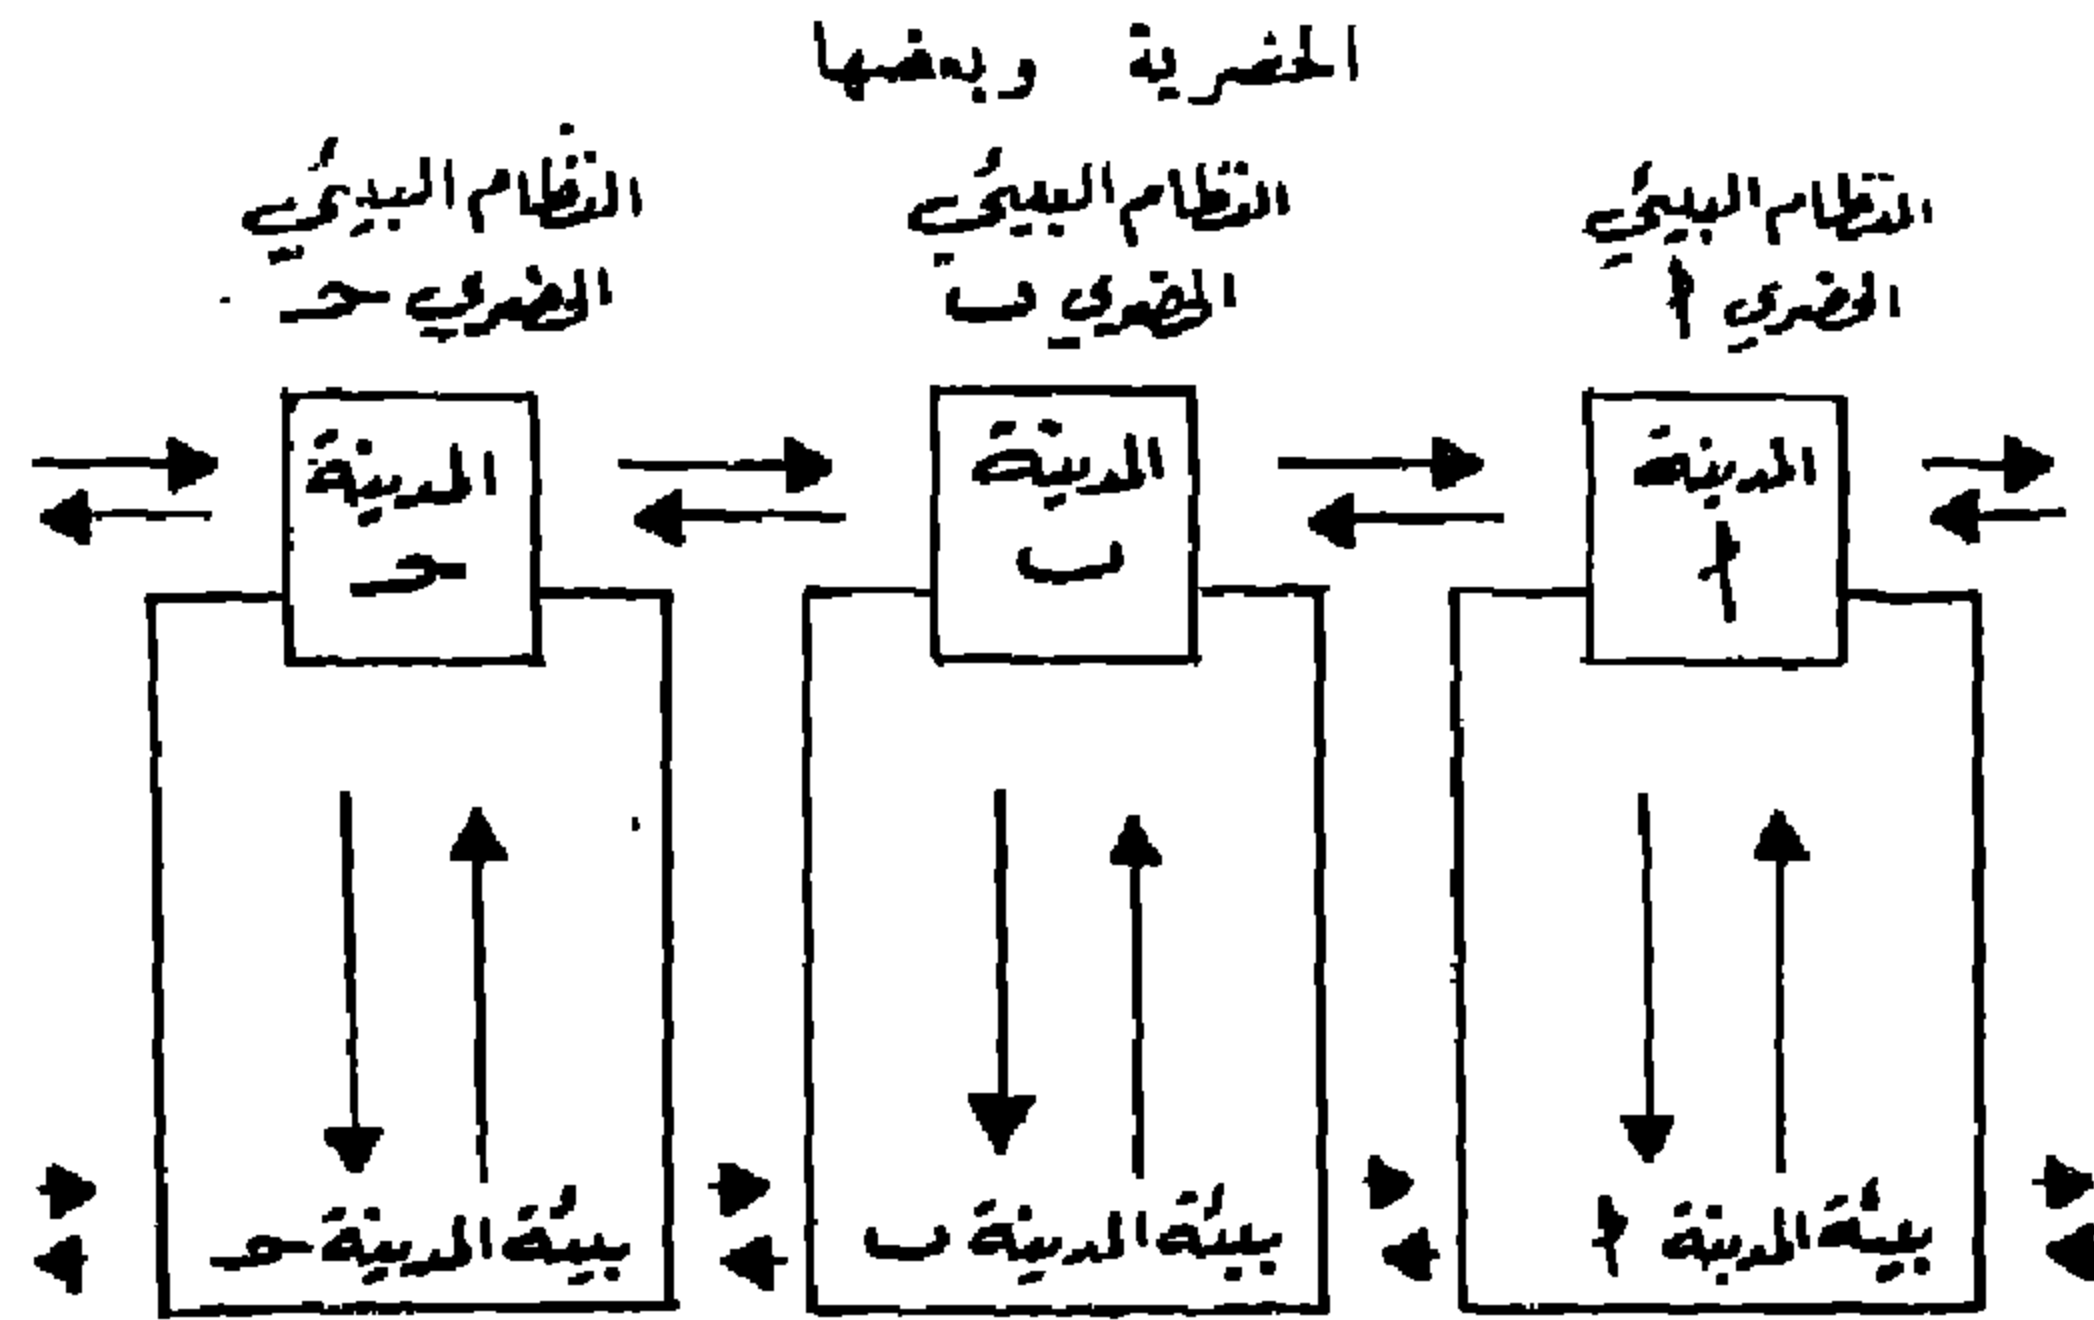 الحضرية وبعضها
النظام البيئي
الحضري أ
النظام البيئي
الحضري ب
النظام البيئي
الحضري حـ
المدينة
أ
المدينة
ب
المدينة
حـ
بيئة المدينة أ
بيئة المدينة ب
بيئة المدينة حـ